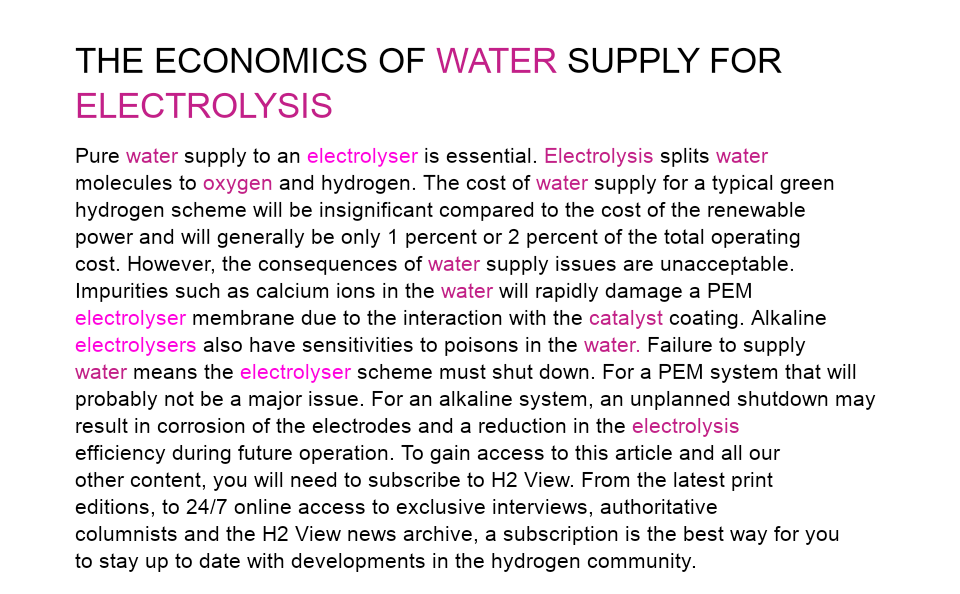 THE ECONOMICS OF WATER SUPPLY FOR
ELECTROLYSIS
Pure water supply to an electrolyser is essential. Electrolysis splits water
molecules to oxygen and hydrogen. The cost of water supply for a typical green
hydrogen scheme will be insignificant compared to the cost of the renewable
power and will generally be only 1 percent or 2 percent of the total operating
cost. However, the consequences of water supply issues are unacceptable.
Impurities such as calcium ions in the water will rapidly damage a PEM
electrolyser membrane due to the interaction with the catalyst coating. Alkaline
electrolysers also have sensitivities to poisons in the water. Failure to supply
water means the electrolyser scheme must shut down. For a PEM system that will
probably not be a major issue. For an alkaline system, an unplanned shutdown may
result in corrosion of the electrodes and a reduction in the electrolysis
efficiency during future operation. To gain access to this article and all our
other content, you will need to subscribe to H2 View. From the latest print
editions, to 24/7 online access to exclusive interviews, authoritative
columnists and the H2 View news archive, a subscription is the best way for you
to stay up to date with developments in the hydrogen community.